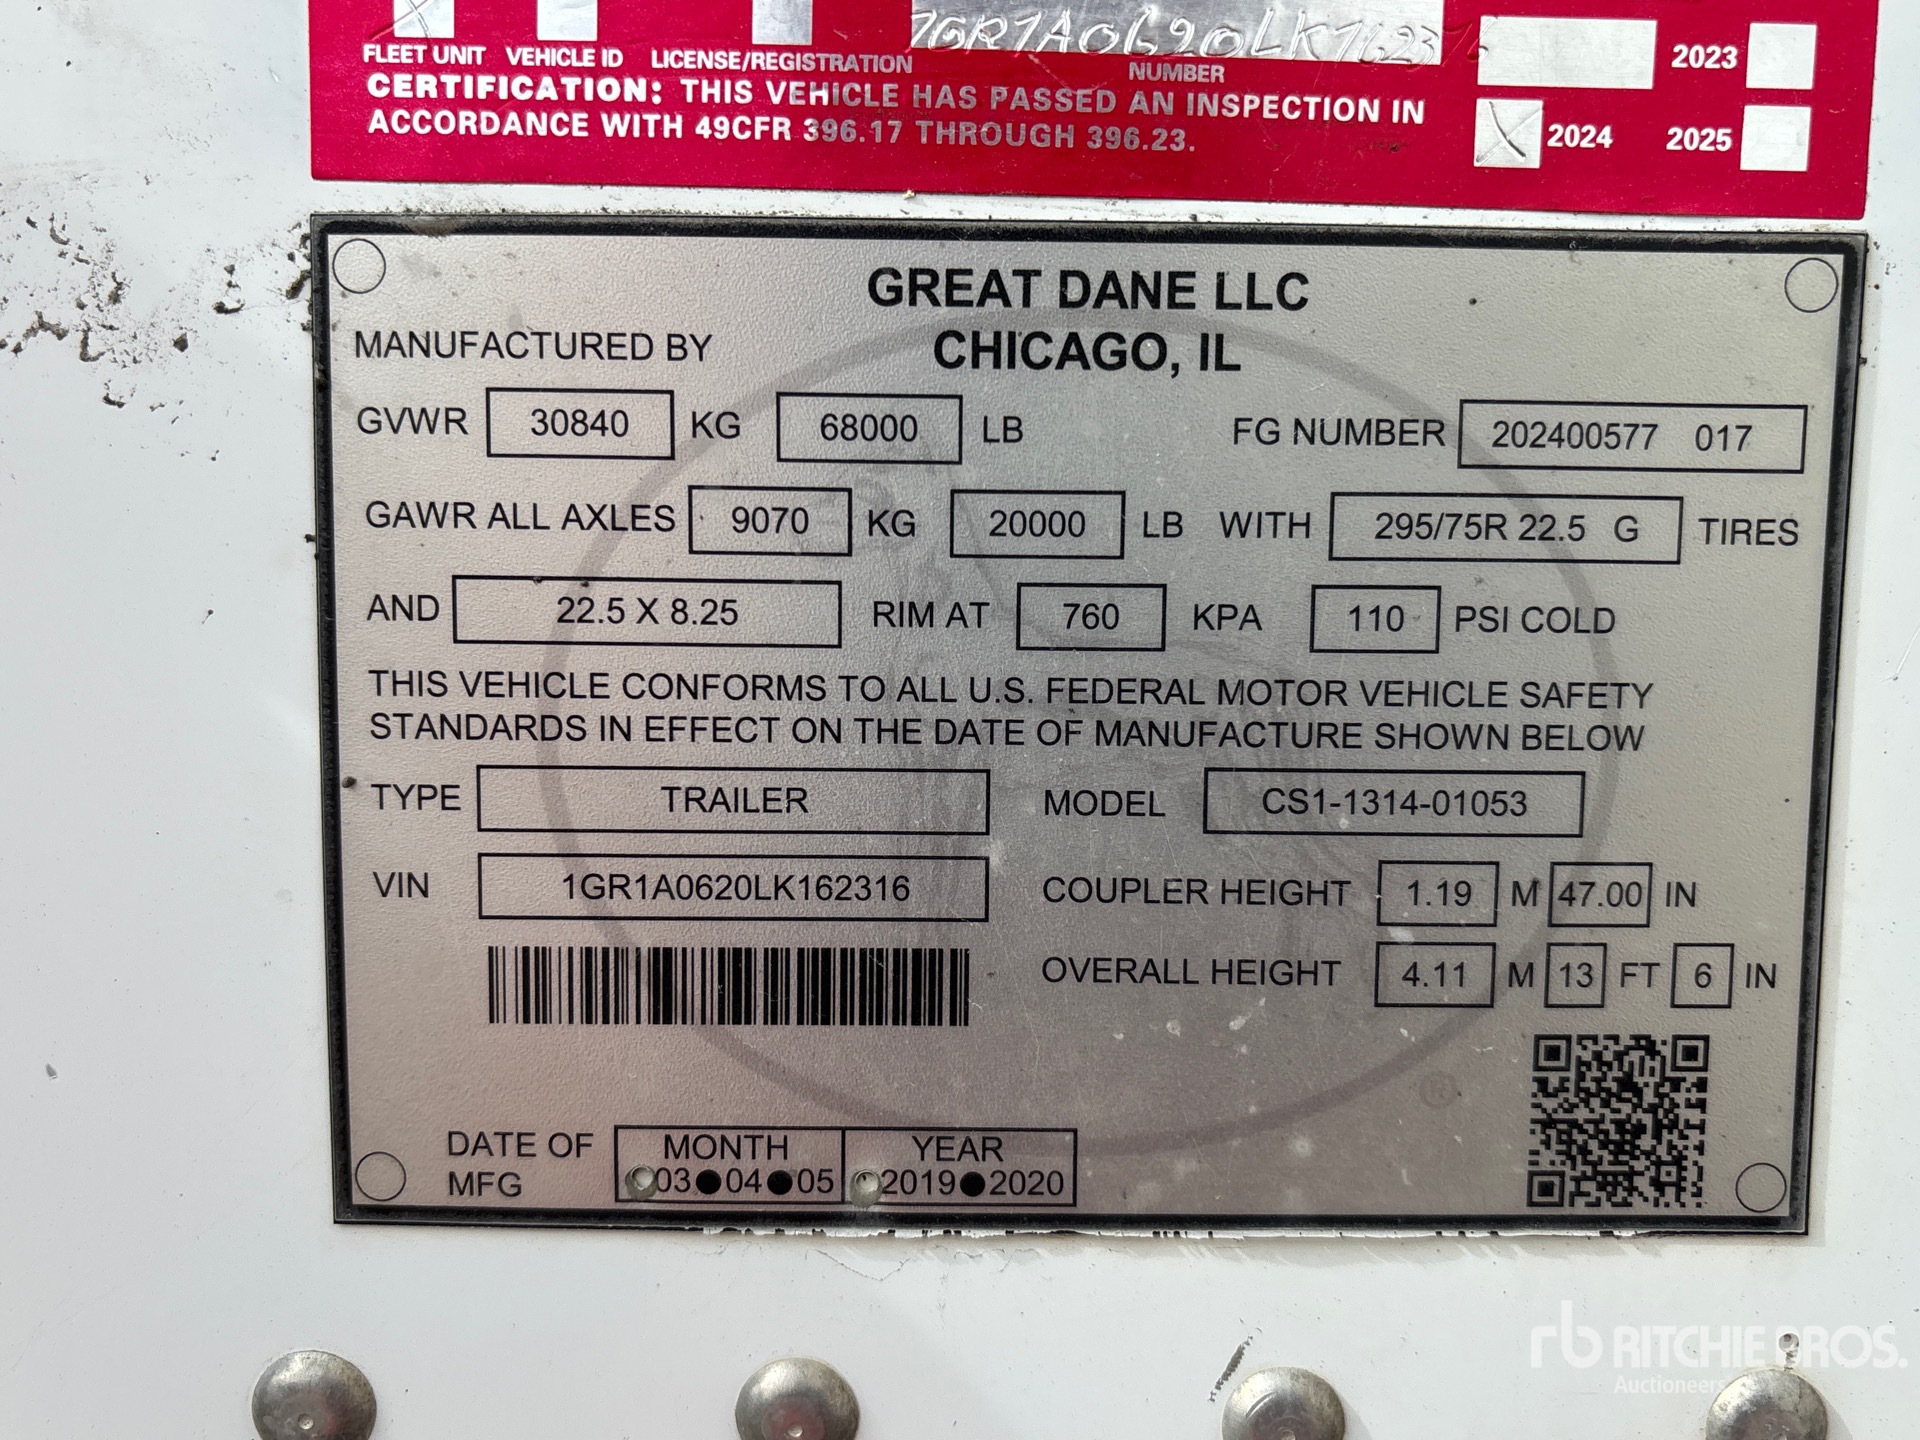 1GR1A0620LK162316
FLEET UNIT VEHICLE ID LICENSE/REGISTRATION NUMBER 2023
CERTIFICATION: THIS VEHICLE HAS PASSED AN INSPECTION IN
ACCORDANCE WITH 49CFR 396.17 THROUGH 396.23.
2024 2025
GREAT DANE LLC
MANUFACTURED BY CHICAGO, IL
GVWR 30840 KG 68000 LB FG NUMBER 202400577 017
GAWR ALL AXLES 9070 KG 20000 LB WITH 295/75R 22.5 G TIRES
AND 22.5 X 8.25 RIM AT 760 KPA 110 PSI COLD
THIS VEHICLE CONFORMS TO ALL U.S. FEDERAL MOTOR VEHICLE SAFETY
STANDARDS IN EFFECT ON THE DATE OF MANUFACTURE SHOWN BELOW
TYPE TRAILER MODEL CS1-1314-01053
VIN 1GR1A0620LK162316 COUPLER HEIGHT 1.19 M 47.00 IN
OVERALL HEIGHT 4.11 M 13 FT 6 IN
DATE OF MFG MONTH YEAR
03 04 05 2019 2020
rb RITCHIE BROS.
Auctioneers